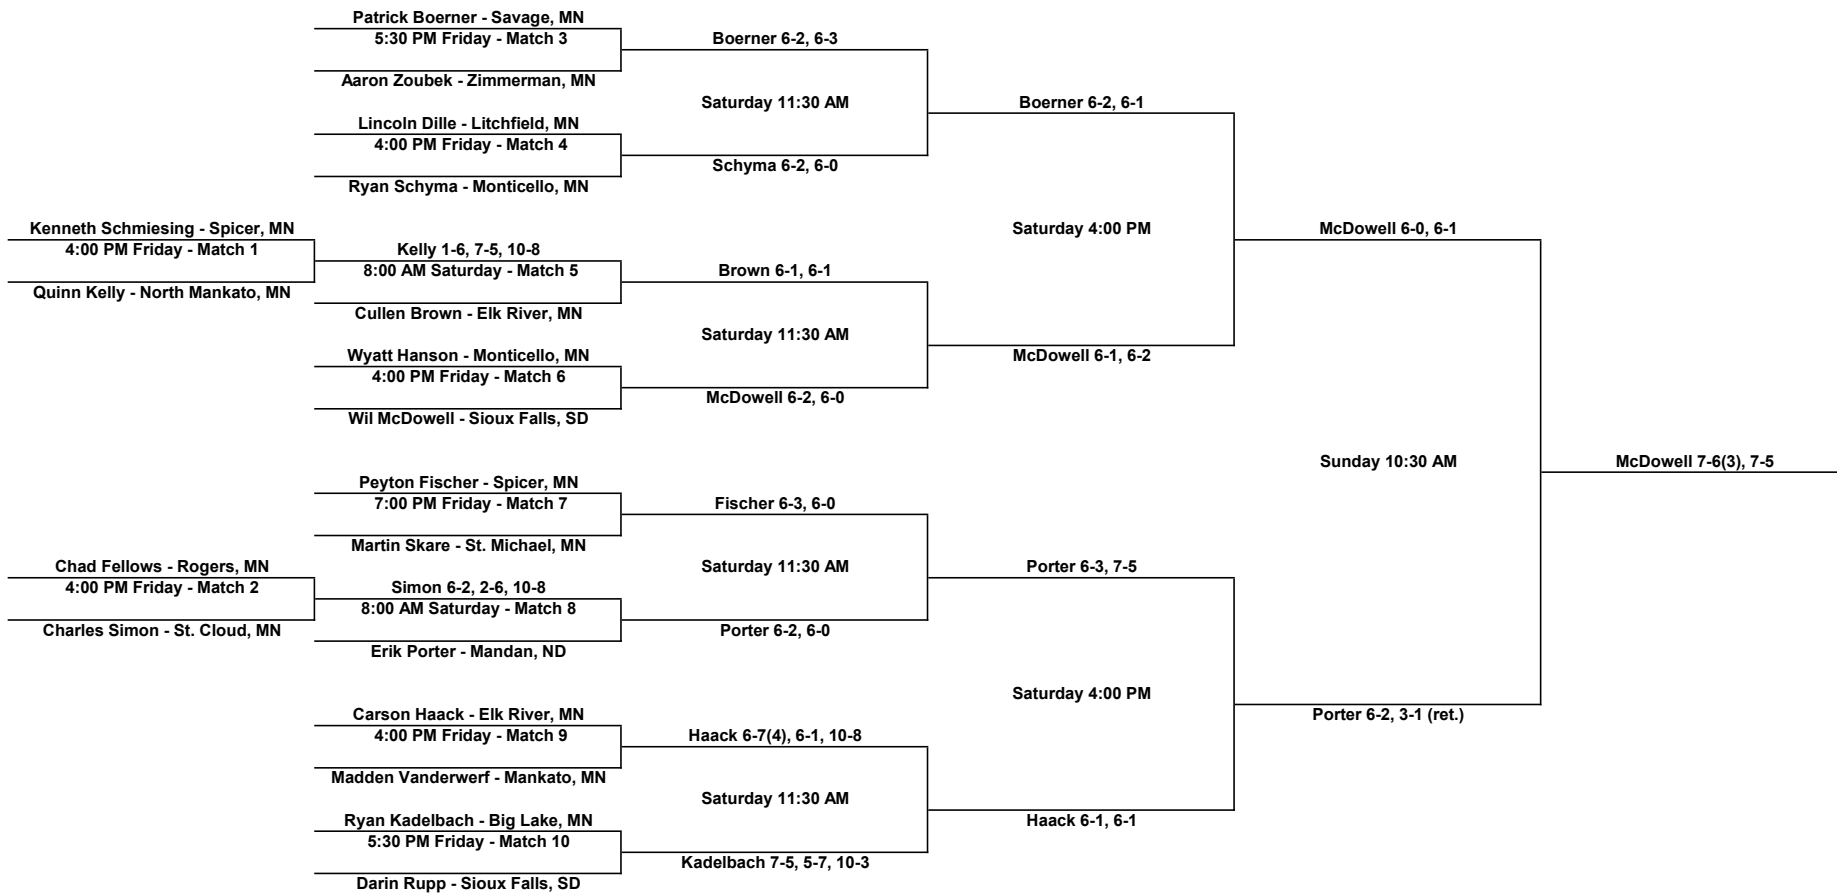 Patrick Boerner - Savage, MN
5:30 PM Friday - Match 3
Boerner 6-2, 6-3
Aaron Zoubek - Zimmerman, MN
Saturday 11:30 AM
Boerner 6-2, 6-1
Lincoln Dille - Litchfield, MN
4:00 PM Friday - Match 4
Schyma 6-2, 6-0
Ryan Schyma - Monticello, MN
Kenneth Schmiesing - Spicer, MN
Saturday 4:00 PM
McDowell 6-0, 6-1
4:00 PM Friday - Match 1
Kelly 1-6, 7-5, 10-8
8:00 AM Saturday - Match 5
Brown 6-1, 6-1
Quinn Kelly - North Mankato, MN
Cullen Brown - Elk River, MN
Saturday 11:30 AM
Wyatt Hanson - Monticello, MN
McDowell 6-1, 6-2
4:00 PM Friday - Match 6
McDowell 6-2, 6-0
Wil McDowell - Sioux Falls, SD
Sunday 10:30 AM
McDowell 7-6(3), 7-5
Peyton Fischer - Spicer, MN
7:00 PM Friday - Match 7
Fischer 6-3, 6-0
Martin Skare - St. Michael, MN
Chad Fellows - Rogers, MN
Saturday 11:30 AM
Porter 6-3, 7-5
4:00 PM Friday - Match 2
Simon 6-2, 2-6, 10-8
8:00 AM Saturday - Match 8
Charles Simon - St. Cloud, MN
Porter 6-2, 6-0
Erik Porter - Mandan, ND
Saturday 4:00 PM
Carson Haack - Elk River, MN
Porter 6-2, 3-1 (ret.)
4:00 PM Friday - Match 9
Haack 6-7(4), 6-1, 10-8
Madden Vanderwerf - Mankato, MN
Saturday 11:30 AM
Ryan Kadelbach - Big Lake, MN
Haack 6-1, 6-1
5:30 PM Friday - Match 10
Kadelbach 7-5, 5-7, 10-3
Darin Rupp - Sioux Falls, SD